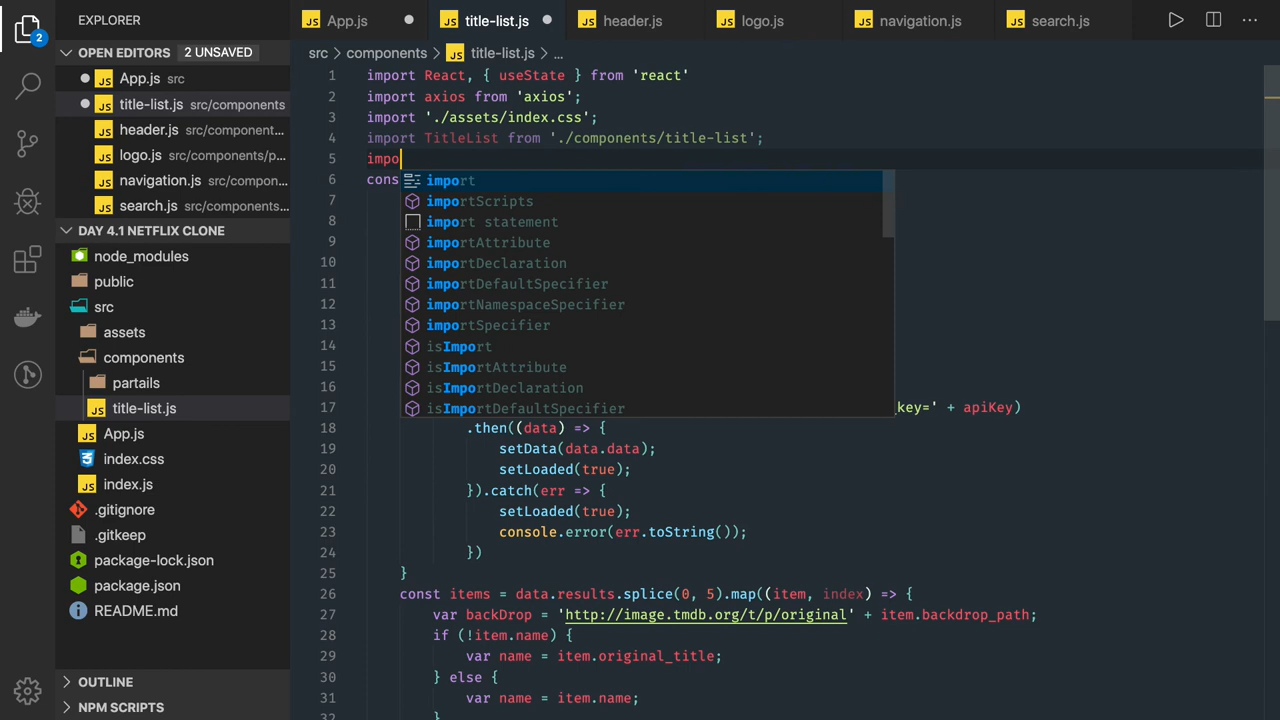 EXPLORER
App.js
title-list.js
header.js
logo.js
navigation.js
search.js
2
OPEN EDITORS 2 UNSAVED
App.js src
title-list.js src/components
header.js src/component...
logo.js src/components/p...
navigation.js src/compon...
search.js src/components...
DAY 4.1 NETFLIX CLONE
node_modules
public
src
assets
components
partails
title-list.js
App.js
index.css
index.js
.gitignore
.gitkeep
package-lock.json
package.json
README.md
OUTLINE
NPM SCRIPTS
src > components > title-list.js > ...
1 import React, { useState } from 'react'
2 import axios from 'axios';
3 import './assets/index.css';
4 import TitleList from './components/title-list';
5 impo
6 cons
import
importScripts
import statement
importAttribute
importDeclaration
importDefaultSpecifier
importNamespaceSpecifier
importSpecifier
isImport
isImportAttribute
isImportDeclaration
isImportDefaultSpecifier
7
8
9
10
11
12
13
14
15
16
17 key=' + apiKey)
18 .then((data) => {
19 setData(data.data);
20 setLoaded(true);
21 }).catch(err => {
22 setLoaded(true);
23 console.error(err.toString());
24 })
25 }
26 const items = data.results.splice(0, 5).map((item, index) => {
27 var backDrop = 'http://image.tmdb.org/t/p/original' + item.backdrop_path;
28 if (!item.name) {
29 var name = item.original_title;
30 } else {
31 var name = item.name;
32 }